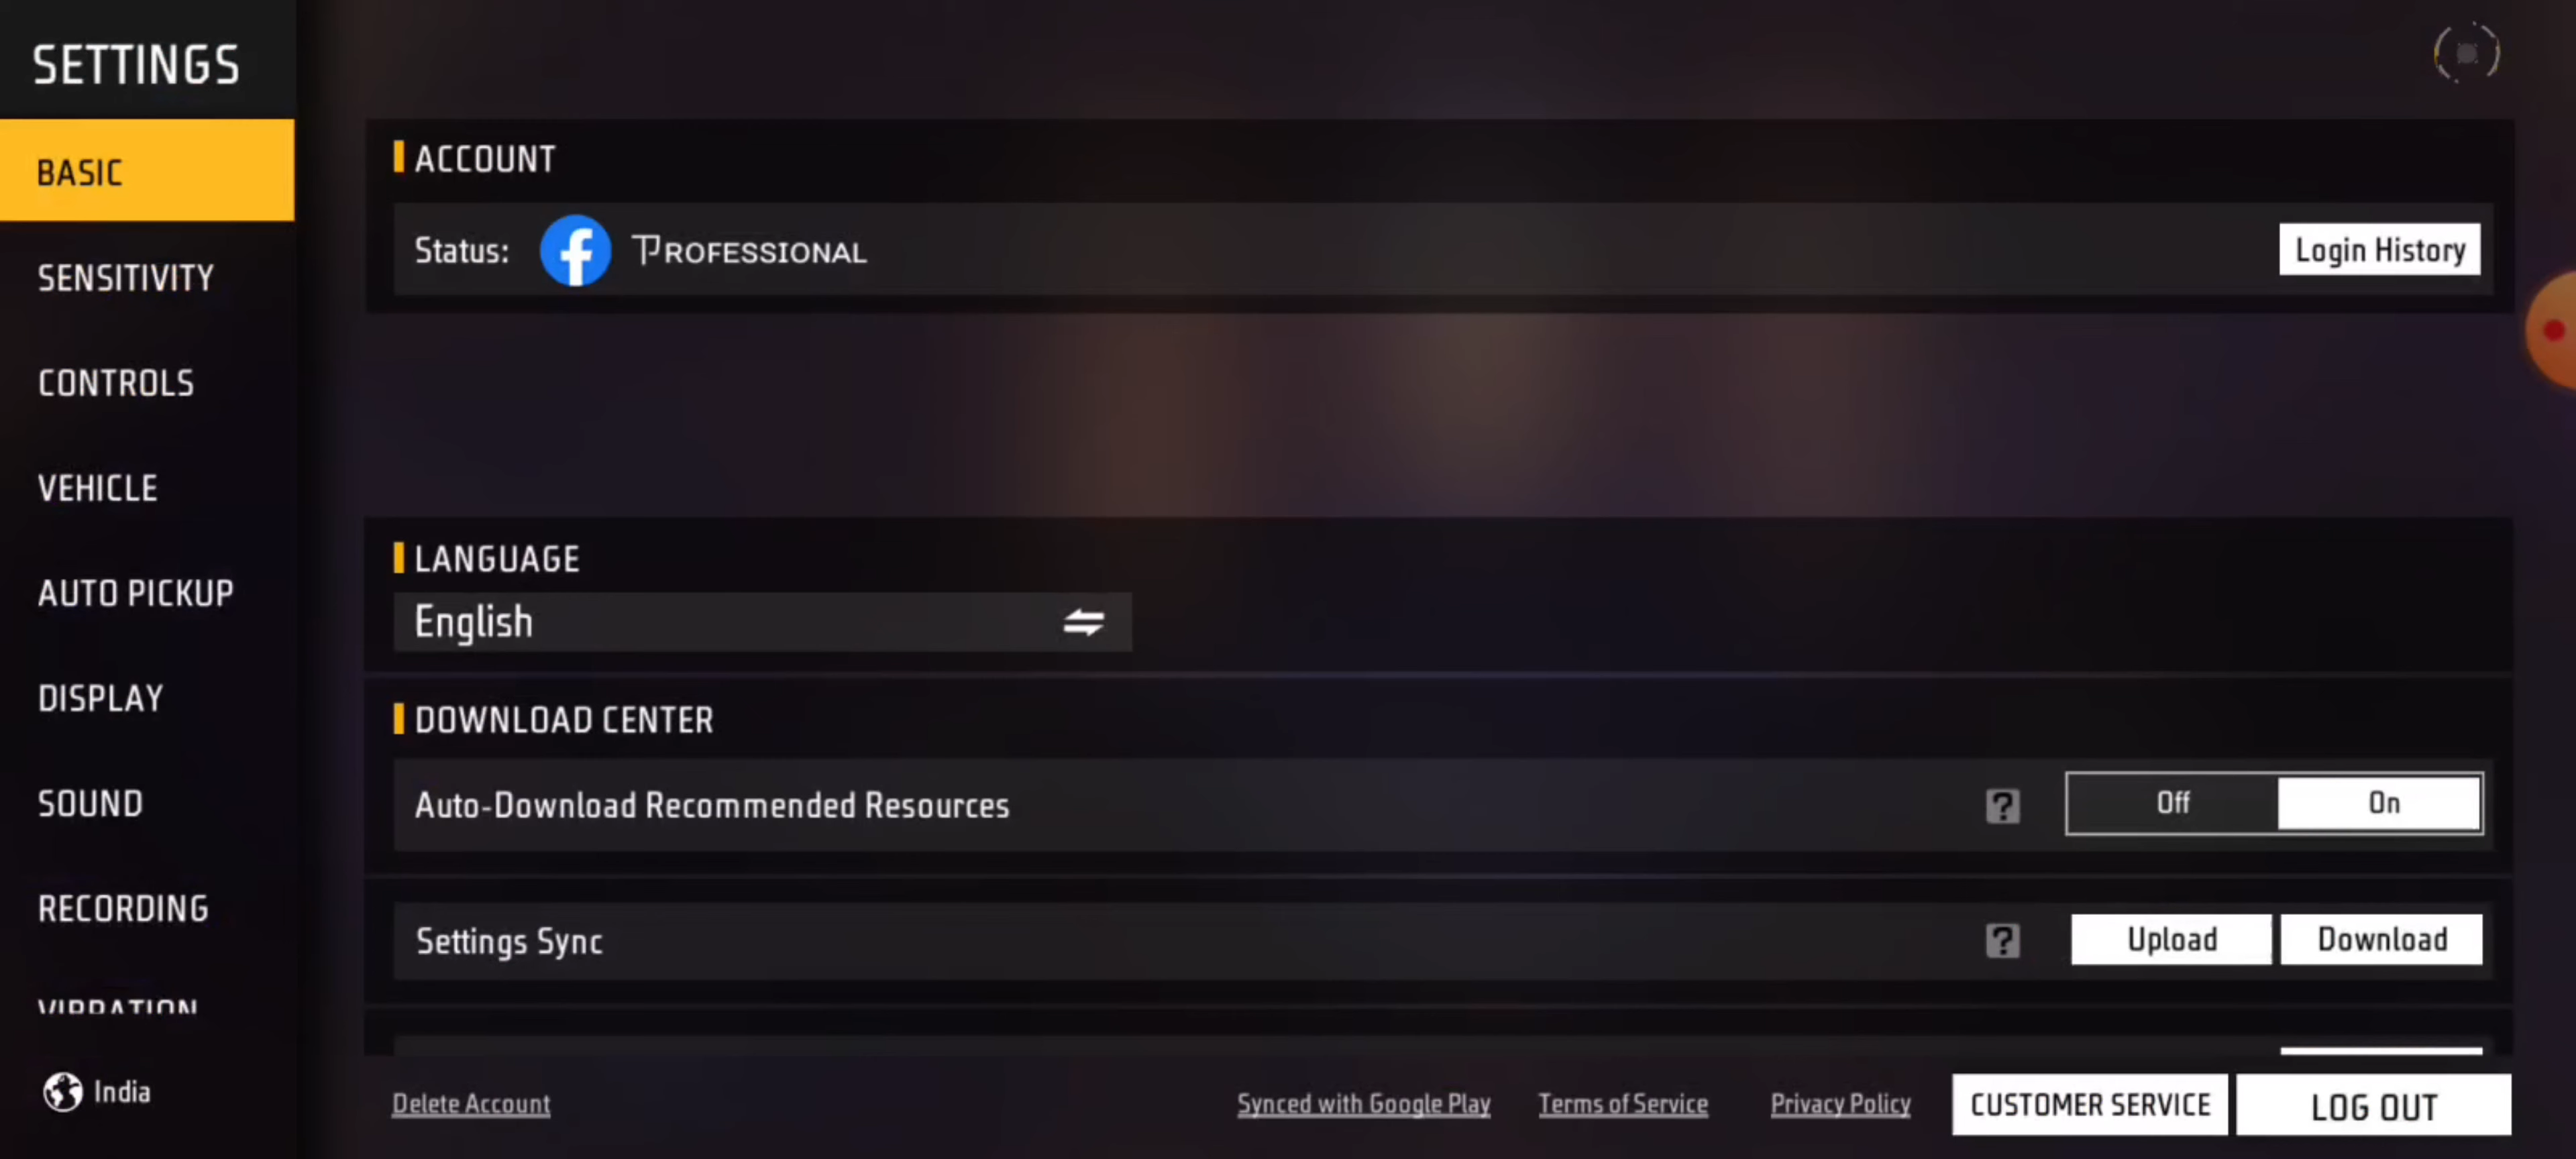 SETTINGS
BASIC
SENSITIVITY
CONTROLS
VEHICLE
AUTO PICKUP
DISPLAY
SOUND
RECORDING
VIBRATION
India
ACCOUNT
Status: PROFESSIONAL
Login History
LANGUAGE
English
DOWNLOAD CENTER
Auto-Download Recommended Resources
? Off On
Settings Sync
? Upload Download
Delete Account
Synced with Google Play
Terms of Service
Privacy Policy
CUSTOMER SERVICE
LOG OUT